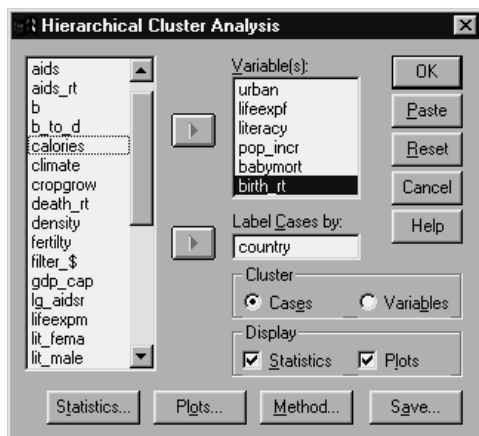 Hierarchical Cluster Analysis
aids
aids_rt
b
b_to_d
calories
climate
cropgrow
death_rt
density
fertilty
filter_$
gdp_cap
lg_aidsr
lifeexpm
lit_fema
lit_male
Variable(s):
urban
lifeexpf
literacy
pop_incr
babymort
birth_rt
Label Cases by:
country
Cluster
Cases
Variables
Display
Statistics
Plots
OK
Paste
Reset
Cancel
Help
Statistics...
Plots...
Method...
Save...